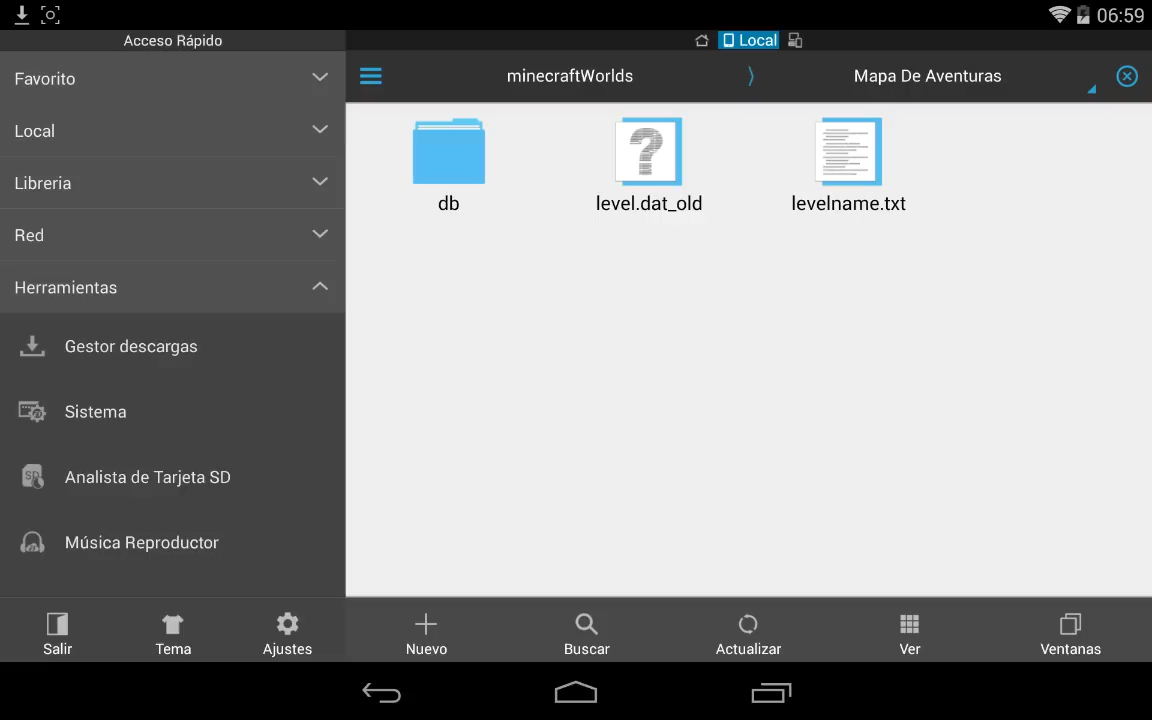 06:59
Acceso Rápido
Local
Favorito
Local
Libreria
Red
Herramientas
Gestor descargas
Sistema
Analista de Tarjeta SD
Música Reproductor
minecraftWorlds
Mapa De Aventuras
db
level.dat_old
levelname.txt
Salir
Tema
Ajustes
Nuevo
Buscar
Actualizar
Ver
Ventanas